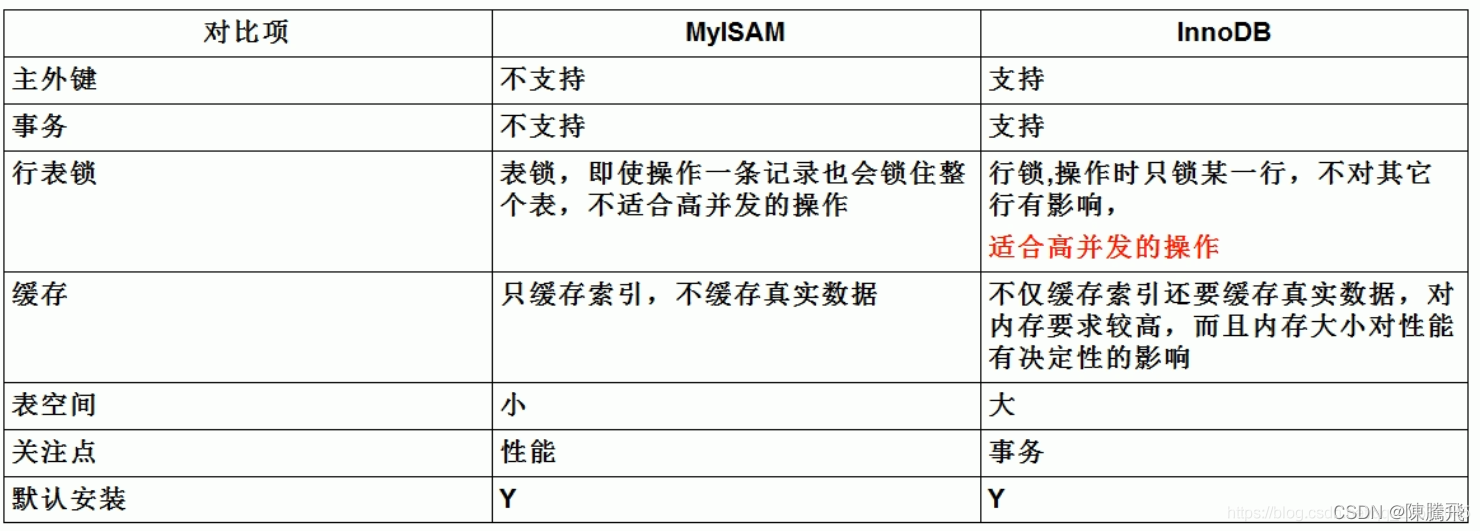 对比项 MyISAM InnoDB
主外键 不支持 支持
事务 不支持 支持
行表锁 表锁，即使操作一条记录也会锁住整 行锁,操作时只锁某一行，不对其它
个表，不适合高并发的操作 行有影响，
适合高并发的操作
缓存 只缓存索引，不缓存真实数据 不仅缓存索引还要缓存真实数据，对
内存要求较高，而且内存大小对性能
有决定性的影响
表空间 小 大
关注点 性能 事务
默认安装 Y Y
https://blog.csd
CSDN @陳騰飛